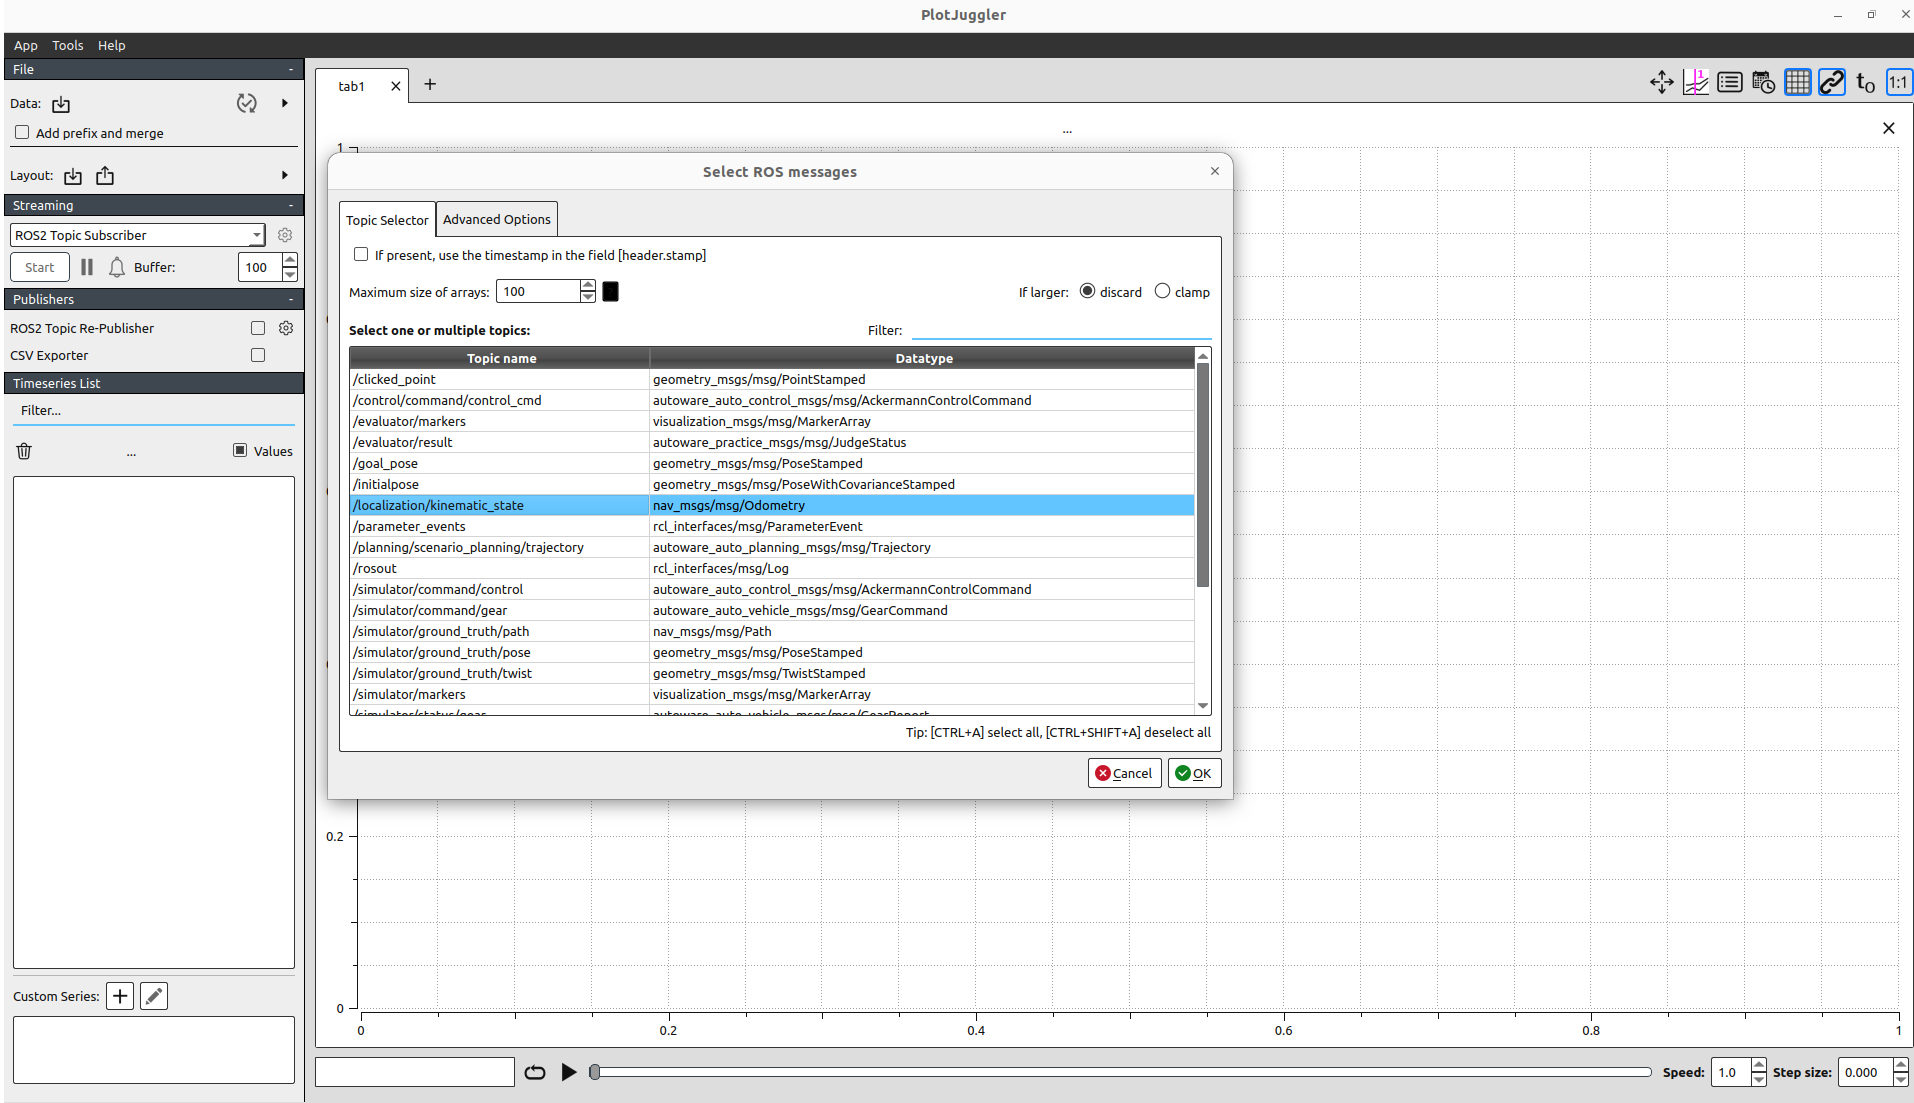 PlotJuggler
App Tools Help
File -
Data:
Add prefix and merge
Layout:
Streaming -
ROS2 Topic Subscriber
Start Buffer: 100
Publishers -
ROS2 Topic Re-Publisher
CSV Exporter
Timeseries List
Filter...
... Values
Custom Series:
tab1
1
t0 1:1
...
1
Select ROS messages
Topic Selector Advanced Options
If present, use the timestamp in the field [header.stamp]
Maximum size of arrays: 100 If larger: discard clamp
Select one or multiple topics: Filter:
Topic name Datatype
/clicked_point geometry_msgs/msg/PointStamped
/control/command/control_cmd autoware_auto_control_msgs/msg/AckermannControlCommand
/evaluator/markers visualization_msgs/msg/MarkerArray
/evaluator/result autoware_practice_msgs/msg/JudgeStatus
/goal_pose geometry_msgs/msg/PoseStamped
/initialpose geometry_msgs/msg/PoseWithCovarianceStamped
/localization/kinematic_state nav_msgs/msg/Odometry
/parameter_events rcl_interfaces/msg/ParameterEvent
/planning/scenario_planning/trajectory autoware_auto_planning_msgs/msg/Trajectory
/rosout rcl_interfaces/msg/Log
/simulator/command/control autoware_auto_control_msgs/msg/AckermannControlCommand
/simulator/command/gear autoware_auto_vehicle_msgs/msg/GearCommand
/simulator/ground_truth/path nav_msgs/msg/Path
/simulator/ground_truth/pose geometry_msgs/msg/PoseStamped
/simulator/ground_truth/twist geometry_msgs/msg/TwistStamped
/simulator/markers visualization_msgs/msg/MarkerArray
/simulator/status/gear autoware_auto_vehicle_msgs/msg/GearReport
Tip: [CTRL+A] select all, [CTRL+SHIFT+A] deselect all
Cancel OK
0.2
0
0 0.2 0.4 0.6 0.8 1
Speed: 1.0 Step size: 0.000